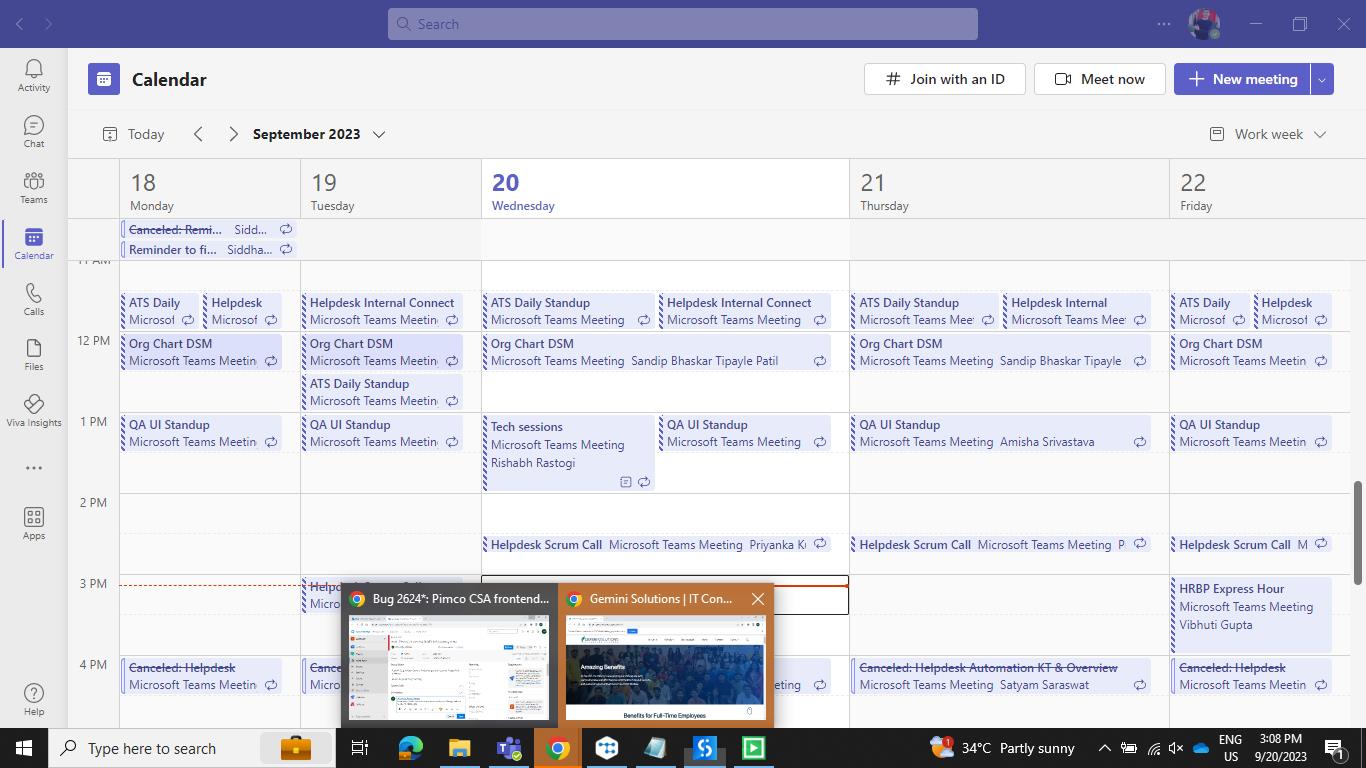 Search
Calendar
Join with an ID
Meet now
New meeting
Today
September 2023
Work week
Activity
Chat
Teams
Calendar
Calls
Files
Viva Insights
Apps
Help
18
Monday
19
Tuesday
20
Wednesday
21
Thursday
22
Friday
Canceled: Remi... Sidd...
Reminder to fi... Siddha...
11 AM
ATS Daily
Microsof
Helpdesk
Microsof
Helpdesk Internal Connect
Microsoft Teams Meetin
ATS Daily Standup
Microsoft Teams Meeting
Helpdesk Internal Connect
Microsoft Teams Meeting
ATS Daily Standup
Microsoft Teams Mee
Helpdesk Internal
Microsoft Teams Mee
ATS Daily
Microsof
Helpdesk
Microsof
12 PM
Org Chart DSM
Microsoft Teams Meetin
Org Chart DSM
Microsoft Teams Meetin
Org Chart DSM
Microsoft Teams Meeting Sandip Bhaskar Tipayle Patil
Org Chart DSM
Microsoft Teams Meeting Sandip Bhaskar Tipayle
Org Chart DSM
Microsoft Teams Meetin
ATS Daily Standup
Microsoft Teams Meetin
1 PM
QA UI Standup
Microsoft Teams Meetin
QA UI Standup
Microsoft Teams Meetin
Tech sessions
Microsoft Teams Meeting
Rishabh Rastogi
QA UI Standup
Microsoft Teams Meeting
QA UI Standup
Microsoft Teams Meeting Amisha Srivastava
QA UI Standup
Microsoft Teams Meetin
2 PM
Helpdesk Scrum Call Microsoft Teams Meeting Priyanka K
Helpdesk Scrum Call Microsoft Teams Meeting P
Helpdesk Scrum Call M
3 PM
Help
Micro
HRBP Express Hour
Microsoft Teams Meeting
Vibhuti Gupta
Bug 2624*: Pimco CSA frontend...
Gemini Solutions | IT Con...
Amazing Benefits
Benefits for Full-Time Employees
4 PM
Canceled: Helpdesk
Microsoft Teams Meetin
Cance
Micro
eeting
Canceled: Helpdesk Automation KT & Overview
Microsoft Teams Meeting Satyam Saraswat
Canceled: Helpdesk
Microsoft Teams Meetin
Type here to search
34°C Partly sunny
ENG
US
3:08 PM
9/20/2023
1